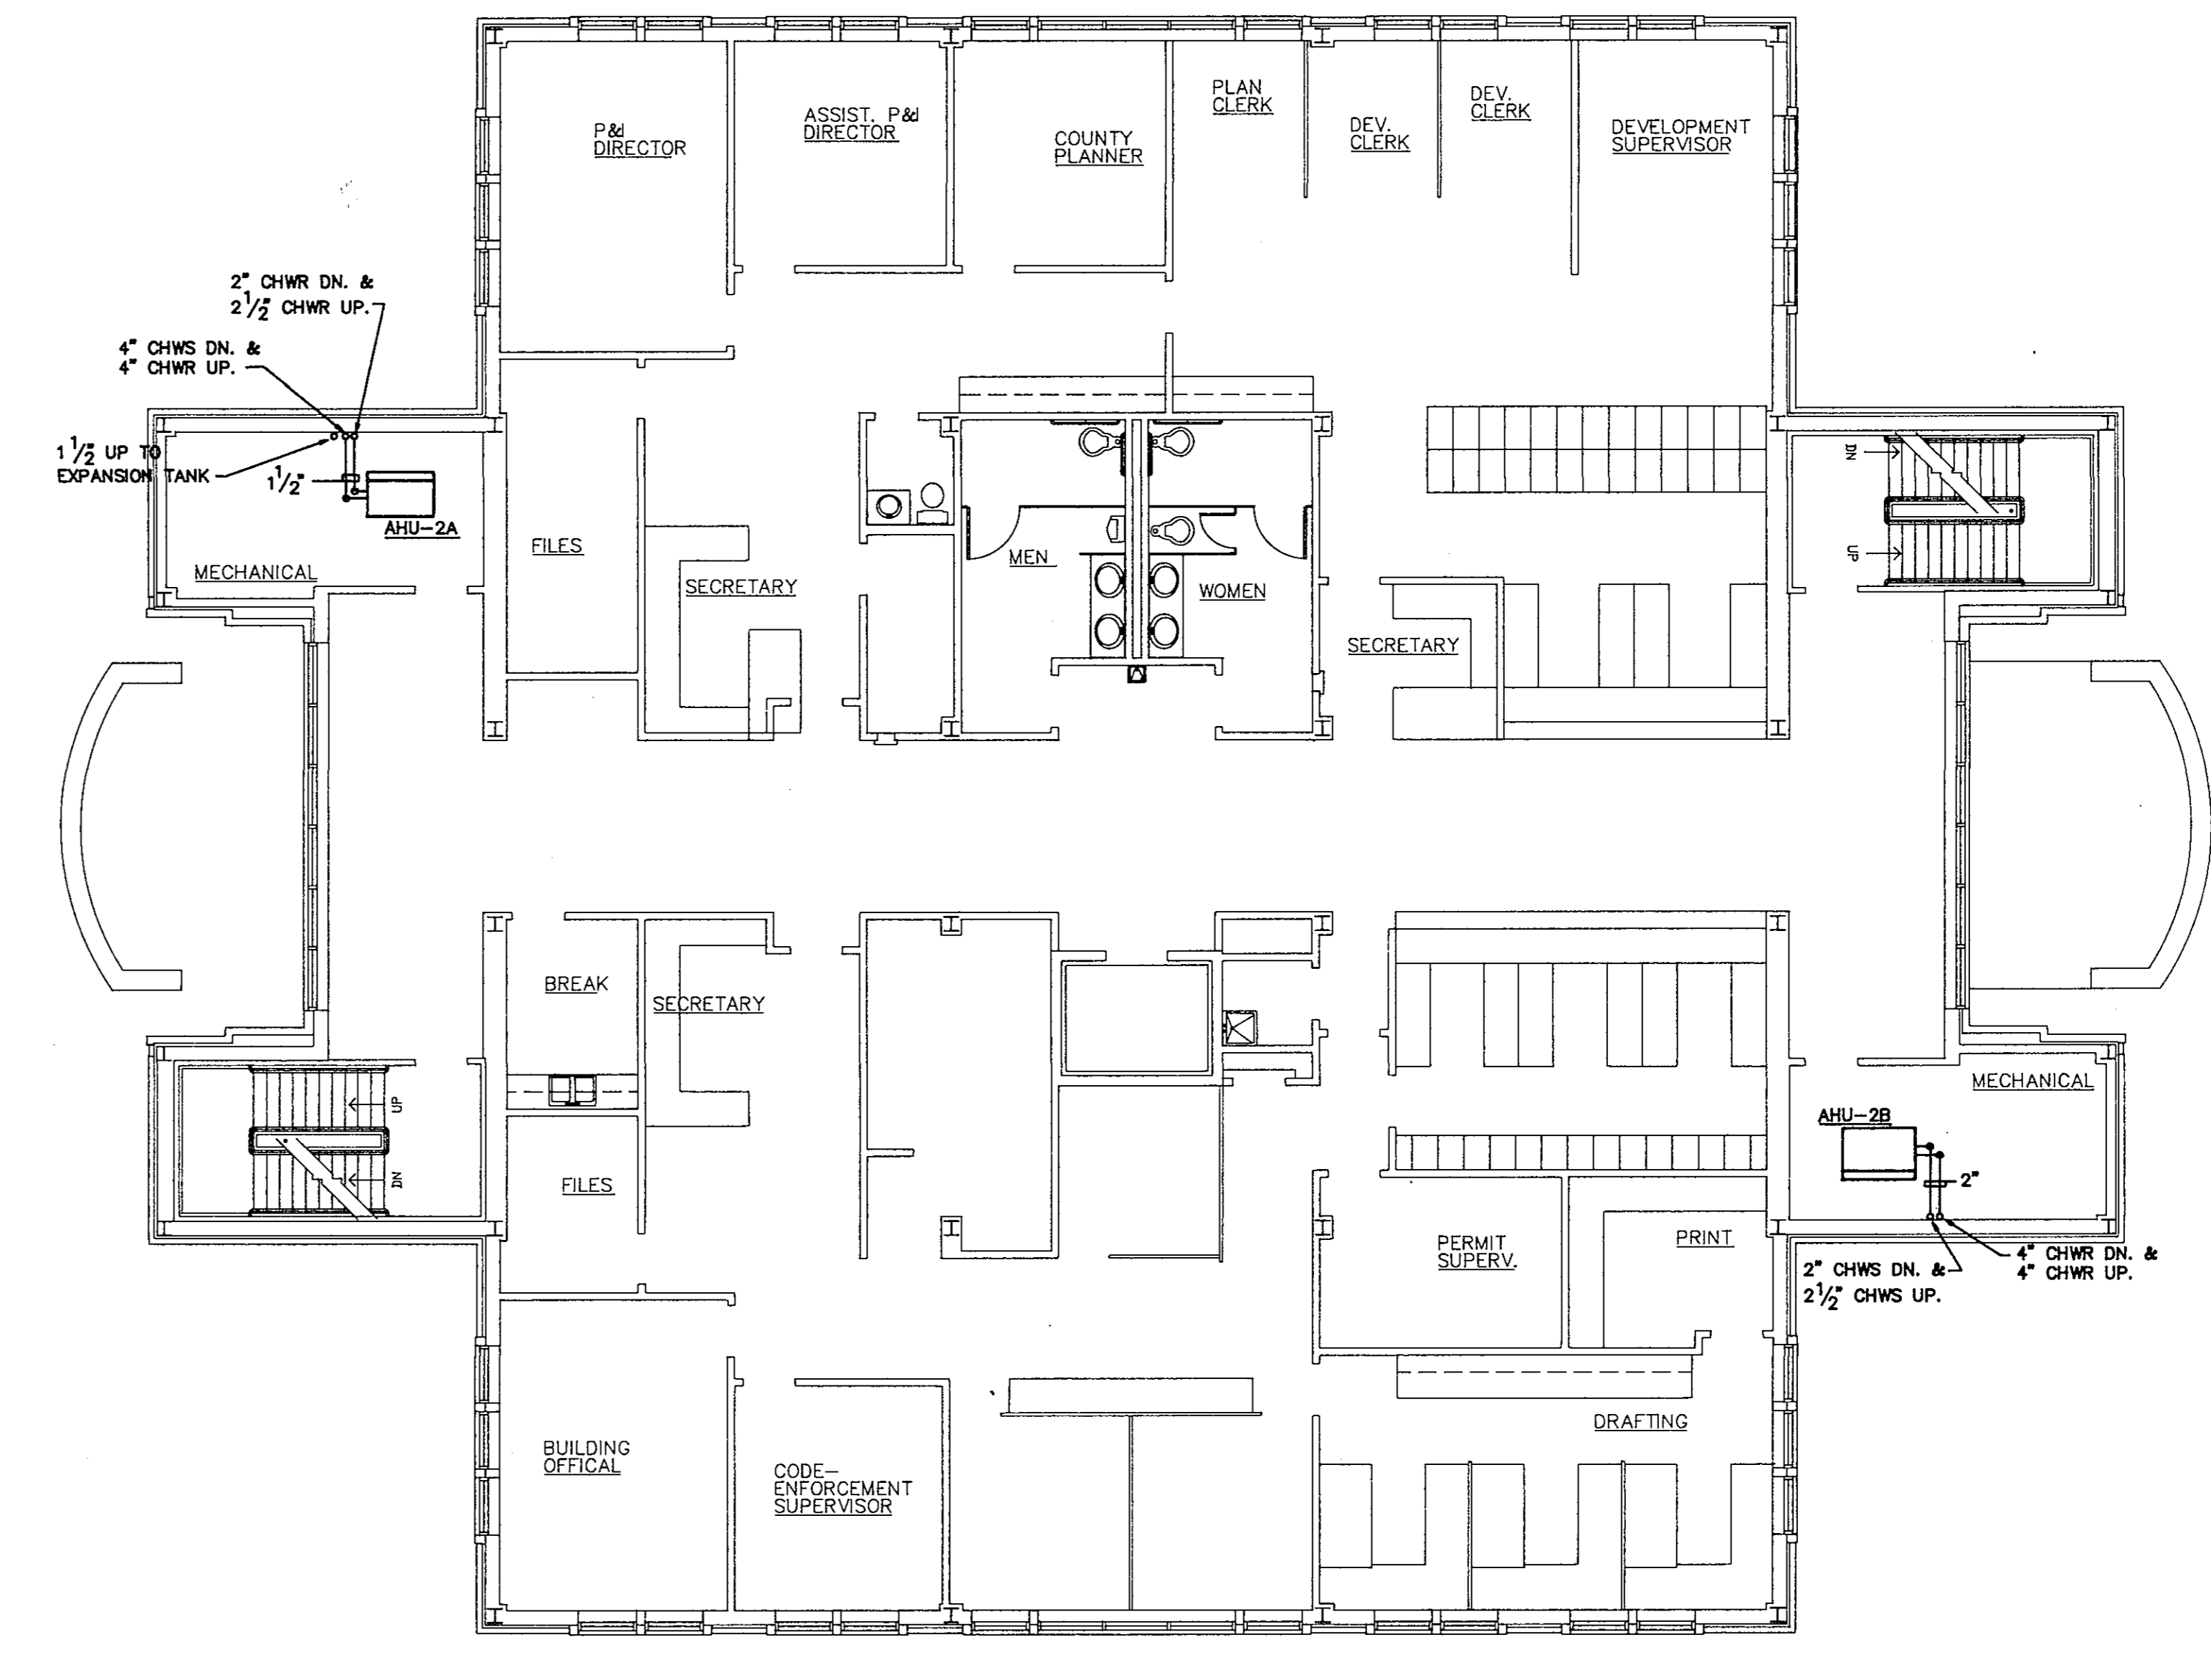 P&I
DIRECTOR
ASSIST. P&I
DIRECTOR
COUNTY
PLANNER
PLAN
CLERK
DEV.
CLERK
DEV.
CLERK
DEVELOPMENT
SUPERVISOR
2" CHWR DN. &
2 1/2" CHWR UP.
4" CHWS DN. &
4" CHWR UP.
1 1/2" UP TO
EXPANSION TANK
1 1/2"
AHU-2A
MECHANICAL
FILES
SECRETARY
MEN
WOMEN
SECRETARY
DN
UP
BREAK
SECRETARY
FILES
UP
DN
MECHANICAL
AHU-2B
2"
4" CHWR DN. &
4" CHWR UP.
2" CHWS DN. &
2 1/2" CHWS UP.
PERMIT
SUPERV.
PRINT
DRAFTING
BUILDING
OFFICAL
CODE-
ENFORCEMENT
SUPERVISOR